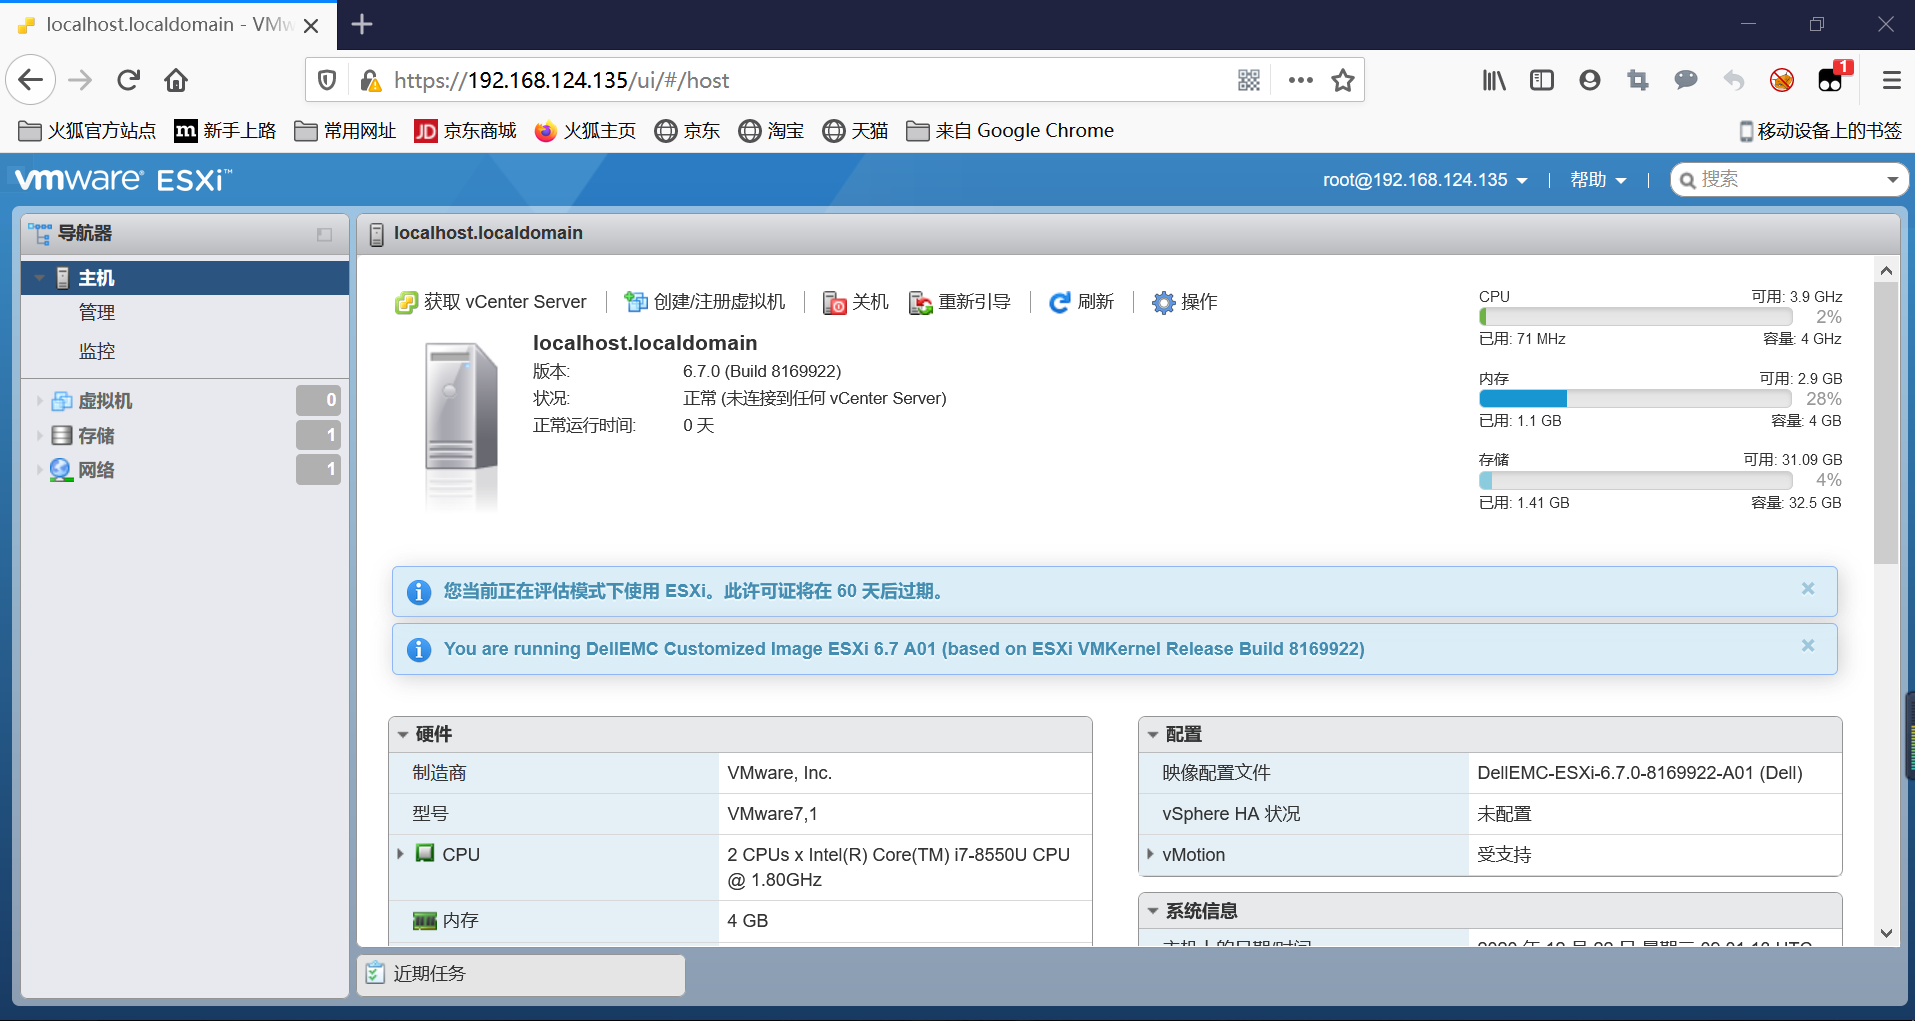 localhost.localdomain - VMw
https://192.168.124.135/ui/#/host
1
火狐官方站点 m 新手上路 常用网址 JD 京东商城 火狐主页 京东 淘宝 天猫 来自 Google Chrome 移动设备上的书签
vmware ESXi™ root@192.168.124.135 帮助 搜索
导航器
主机
管理
监控
虚拟机 0
存储 1
网络 1
localhost.localdomain
获取 vCenter Server 创建/注册虚拟机 关机 重新引导 刷新 操作
localhost.localdomain
版本: 6.7.0 (Build 8169922)
状况: 正常 (未连接到任何 vCenter Server)
正常运行时间: 0 天
CPU 可用: 3.9 GHz
2%
已用: 71 MHz 容量: 4 GHz
内存 可用: 2.9 GB
28%
已用: 1.1 GB 容量: 4 GB
存储 可用: 31.09 GB
4%
已用: 1.41 GB 容量: 32.5 GB
您当前正在评估模式下使用 ESXi。此许可证将在 60 天后过期。
You are running DellEMC Customized Image ESXi 6.7 A01 (based on ESXi VMKernel Release Build 8169922)
硬件
制造商 VMware, Inc.
型号 VMware7,1
CPU 2 CPUs x Intel(R) Core(TM) i7-8550U CPU
@ 1.80GHz
内存 4 GB
配置
映像配置文件 DellEMC-ESXi-6.7.0-8169922-A01 (Dell)
vSphere HA 状况 未配置
vMotion 受支持
系统信息
近期任务